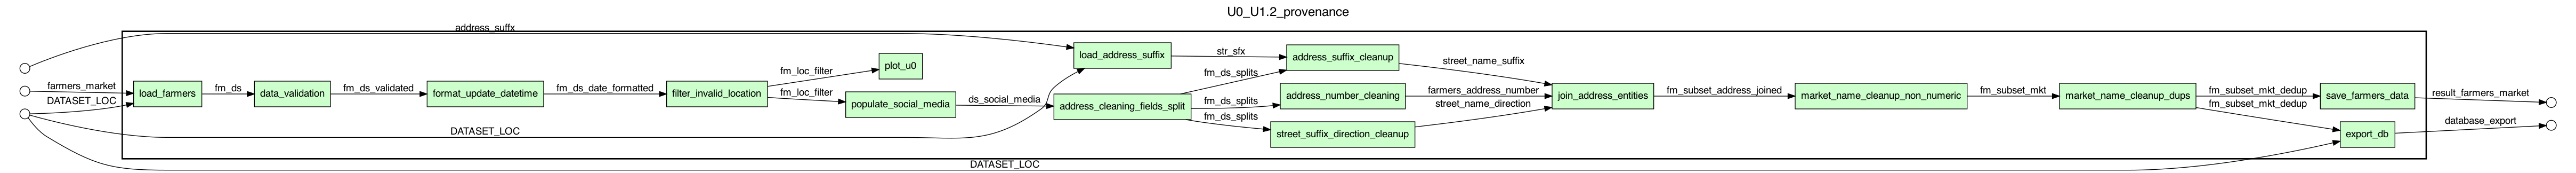 U0_U1.2_provenance
address_suffx
farmers_market
DATASET_LOC
load_farmers
fm_ds
data_validation
fm_ds_validated
format_update_datetime
fm_ds_date_formatted
filter_invalid_location
fm_loc_filter
plot_u0
fm_loc_filter
populate_social_media
ds_social_media
DATASET_LOC
load_address_suffix
str_sfx
address_cleaning_fields_split
fm_ds_splits
fm_ds_splits
fm_ds_splits
address_suffix_cleanup
address_number_cleaning
street_suffix_direction_cleanup
street_name_suffix
farmers_address_number
street_name_direction
join_address_entities
fm_subset_address_joined
market_name_cleanup_non_numeric
fm_subset_mkt
market_name_cleanup_dups
fm_subset_mkt_dedup
fm_subset_mkt_dedup
save_farmers_data
export_db
result_farmers_market
database_export
DATASET_LOC